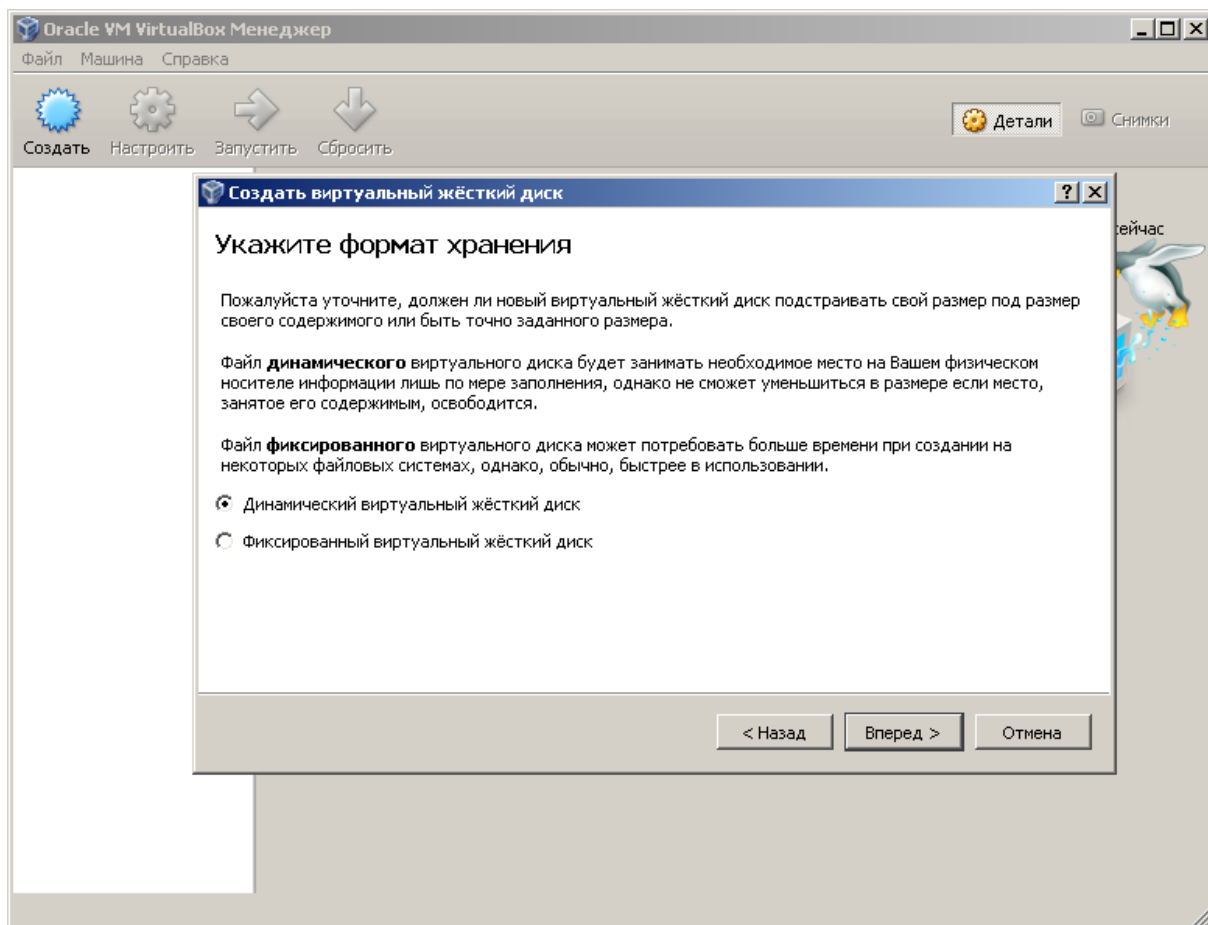 Oracle VM VirtualBox Менеджер
Файл Машина Справка
Создать Настроить Запустить Сбросить
Детали Снимки
Создать виртуальный жёсткий диск
сейчас
Укажите формат хранения
Пожалуйста уточните, должен ли новый виртуальный жёсткий диск подстраивать свой размер под размер
своего содержимого или быть точно заданного размера.
Файл динамического виртуального диска будет занимать необходимое место на Вашем физическом
носителе информации лишь по мере заполнения, однако не сможет уменьшиться в размере если место,
занятое его содержимым, освободится.
Файл фиксированного виртуального диска может потребовать больше времени при создании на
некоторых файловых системах, однако, обычно, быстрее в использовании.
Динамический виртуальный жёсткий диск
Фиксированный виртуальный жёсткий диск
< Назад Вперед > Отмена